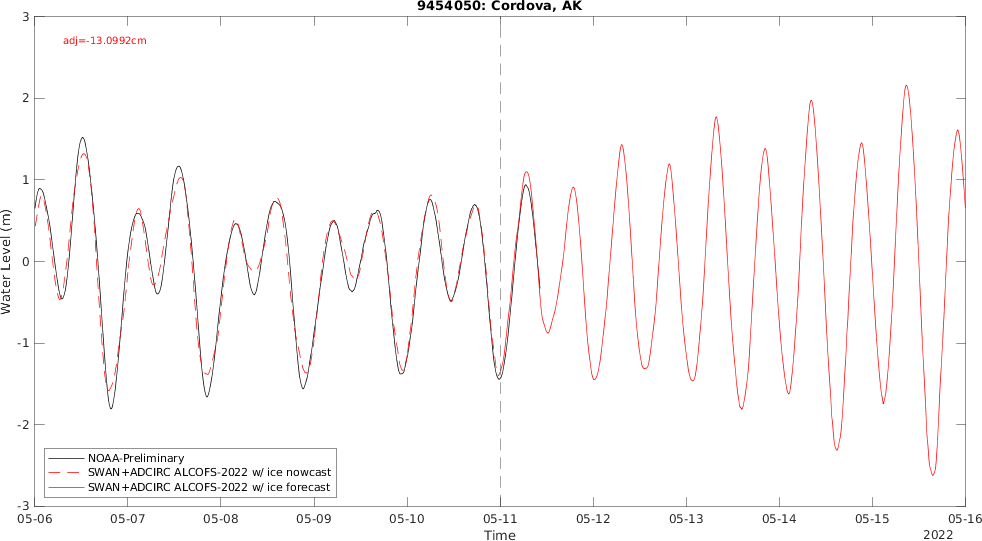 9454050: Cordova, AK
adj=-13.0992cm
3
2
1
0
-1
-2
-3
Water Level (m)
NOAA-Preliminary
SWAN+ADCIRC ALCOFS-2022 w/ ice nowcast
SWAN+ADCIRC ALCOFS-2022 w/ ice forecast
05-06 05-07 05-08 05-09 05-10 05-11 05-12 05-13 05-14 05-15 05-16
Time
2022